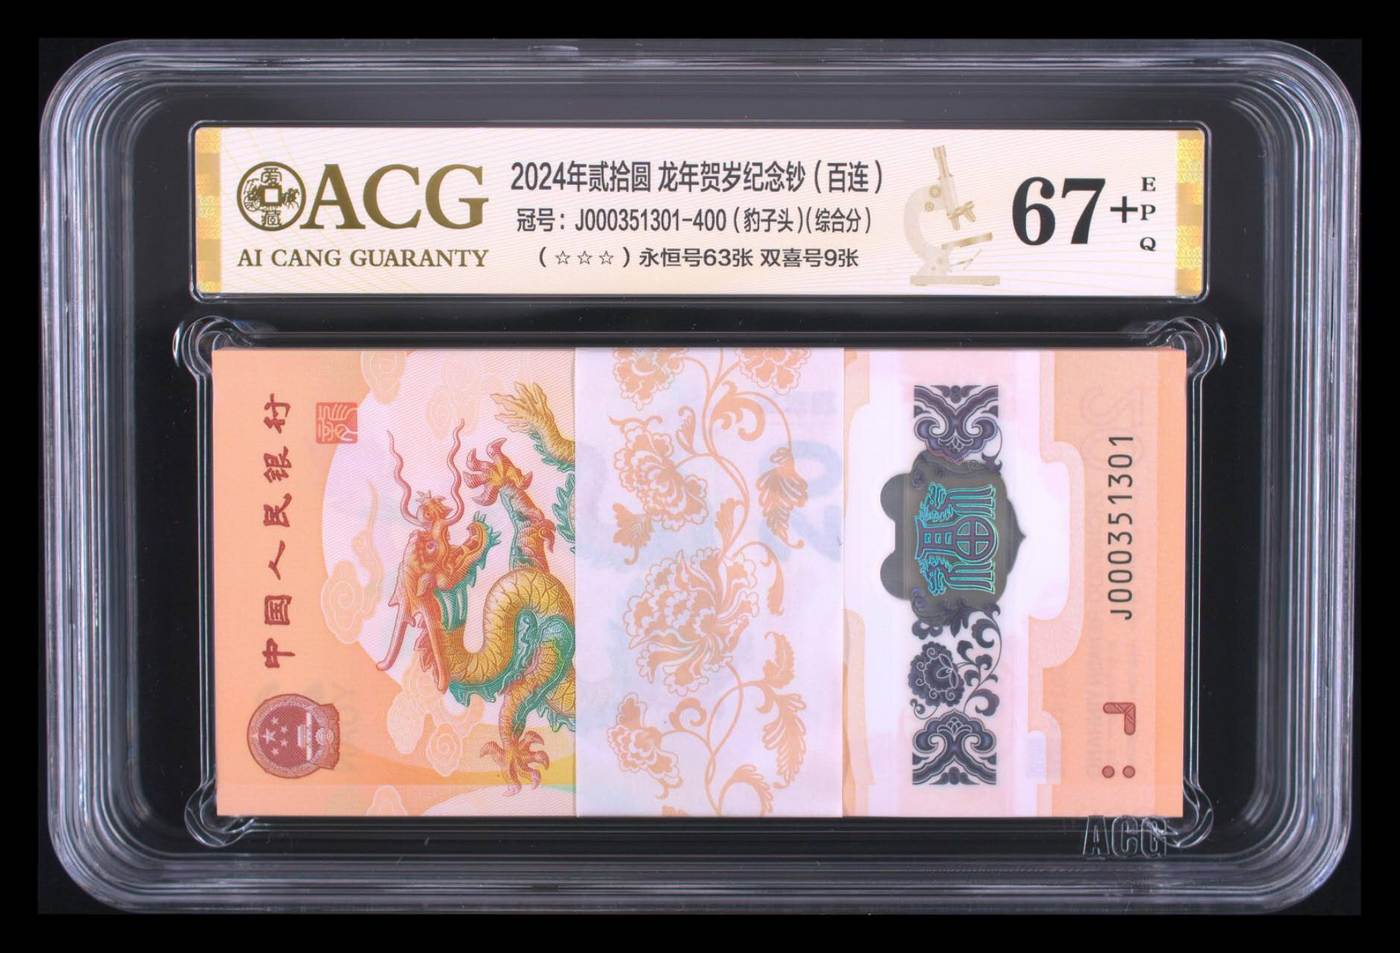 ACG
AI CANG GUARANTY
2024年贰拾圆 龙年贺岁纪念钞（百连）
冠号：J000351301-400（豹子头）（综合分）
（☆☆☆）永恒号63张 双喜号9张
67+
EPQ
中国人民银行
J000351301
ACG